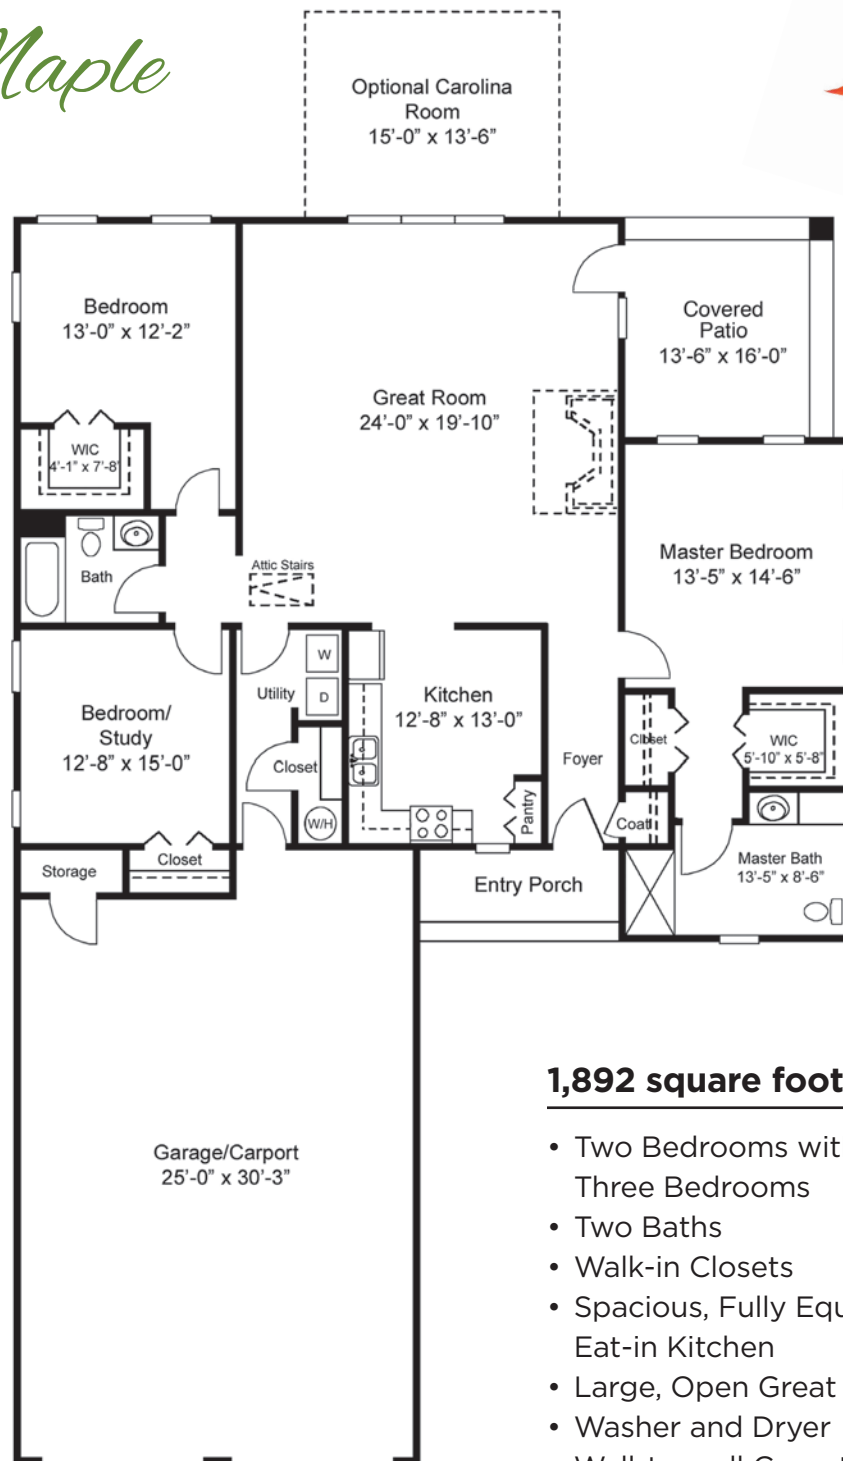 Maple
Optional Carolina
Room
15’-0” x 13’-6”
Bedroom
13’-0” x 12’-2”
Covered
Patio
13’-6” x 16’-0”
Great Room
24’-0” x 19’-10”
WIC
4’-1” x 7’-8”
Bath
Attic Stairs
Master Bedroom
13’-5” x 14’-6”
W
D
Utility
Kitchen
12’-8” x 13’-0”
Bedroom/
Study
12’-8” x 15’-0”
Closet
Closet
WIC
5’-10” x 5’-8”
Foyer
W/H
Pantry
Coat
Storage
Closet
Entry Porch
Master Bath
13’-5” x 8’-6”
Garage/Carport
25’-0” x 30’-3”
1,892 square foot
• Two Bedrooms wit
Three Bedrooms
• Two Baths
• Walk-in Closets
• Spacious, Fully Equ
Eat-in Kitchen
• Large, Open Great
• Washer and Dryer